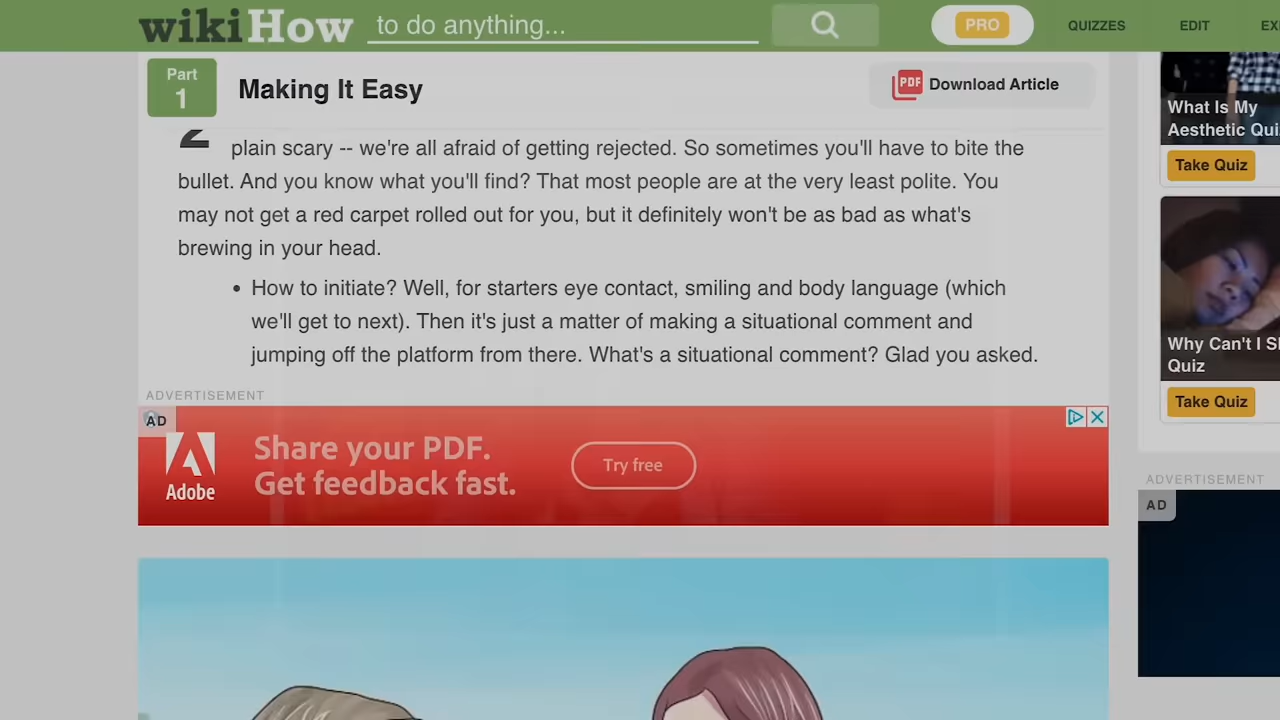 wikiHow to do anything... PRO QUIZZES EDIT
Part
1
Making It Easy
PDF Download Article
plain scary -- we're all afraid of getting rejected. So sometimes you'll have to bite the
bullet. And you know what you'll find? That most people are at the very least polite. You
may not get a red carpet rolled out for you, but it definitely won't be as bad as what's
brewing in your head.
• How to initiate? Well, for starters eye contact, smiling and body language (which
we'll get to next). Then it's just a matter of making a situational comment and
jumping off the platform from there. What's a situational comment? Glad you asked.
ADVERTISEMENT
AD
Adobe
Share your PDF.
Get feedback fast.
Try free
What Is My
Aesthetic Qui
Take Quiz
Why Can't I Sl
Quiz
Take Quiz
ADVERTISEMENT
AD